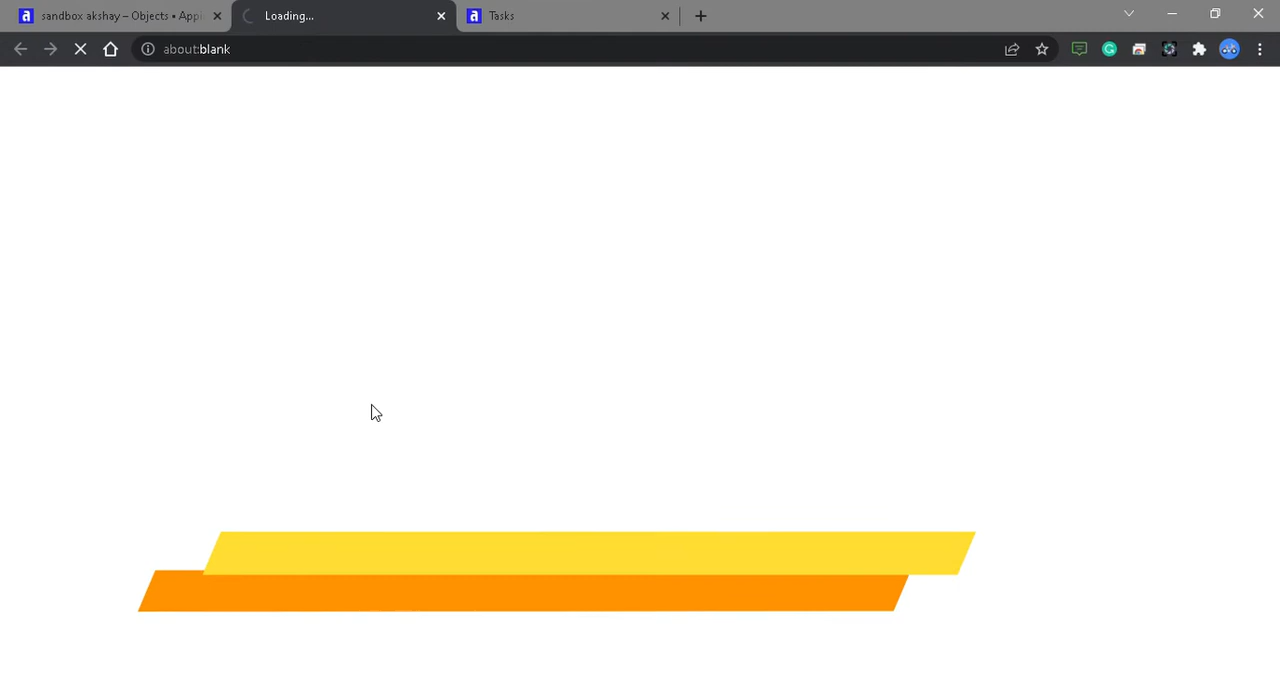 sandbox akshay – Objects • Appi
Loading...
Tasks
about:blank